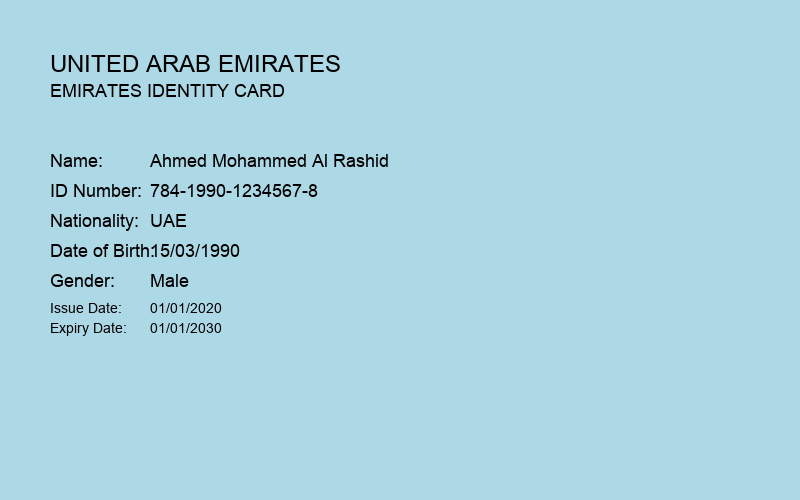 UNITED ARAB EMIRATES
EMIRATES IDENTITY CARD
Name: Ahmed Mohammed Al Rashid
ID Number: 784-1990-1234567-8
Nationality: UAE
Date of Birth: 15/03/1990
Gender: Male
Issue Date: 01/01/2020
Expiry Date: 01/01/2030